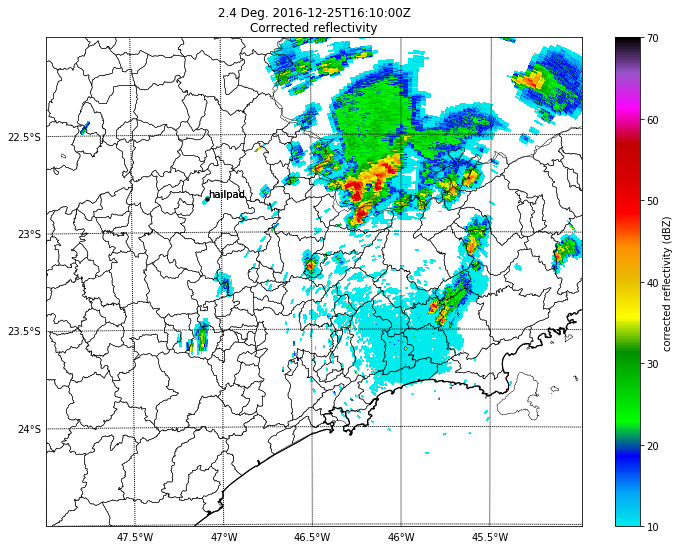 2.4 Deg. 2016-12-25T16:10:00Z
Corrected reflectivity
70
60
50
40
30
20
10
corrected reflectivity (dBZ)
22.5°S
23°S
23.5°S
24°S
hailpad
47.5°W
47°W
46.5°W
46°W
45.5°W